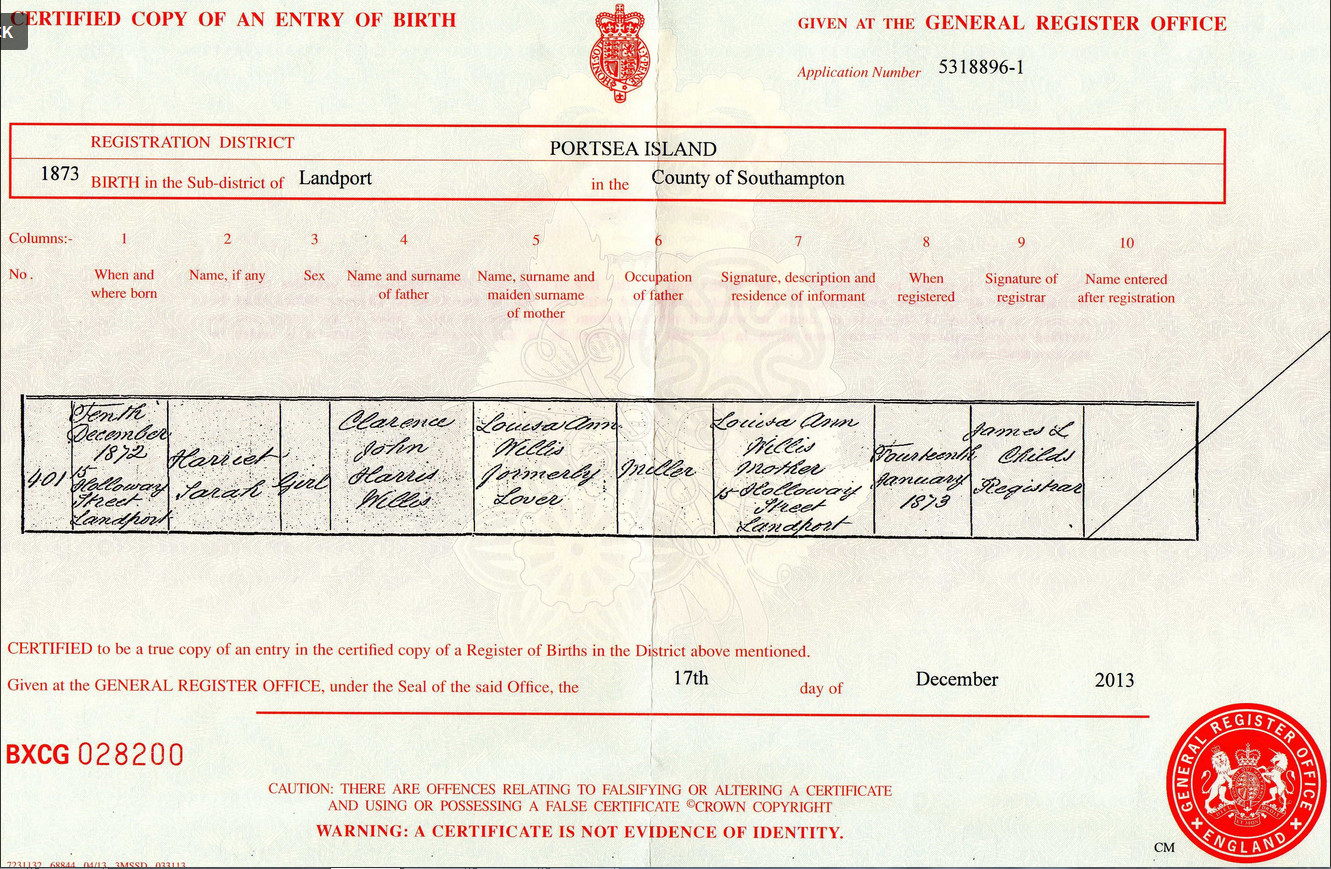 CK
CERTIFIED COPY OF AN ENTRY OF BIRTH
GIVEN AT THE GENERAL REGISTER OFFICE
Application Number 5318896-1
REGISTRATION DISTRICT PORTSEA ISLAND
1873 BIRTH in the Sub-district of Landport in the County of Southampton
Columns:- 1 2 3 4 5 6 7 8 9 10
No. When and where born Name, if any Sex Name and surname of father Name, surname and maiden surname of mother Occupation of father Signature, description and residence of informant When registered Signature of registrar Name entered after registration
401
Tenth
December
1872
15
Holloway
Street
Landport
Harriet
Sarah
Girl
Clarence
John
Harris
Willis
Louisa Ann
Willis
formerly
Lover
Miller
Louisa Ann
Willis
Mother
15 Holloway
Street
Landport
Fourteenth
January
1873
James L
Childs
Registrar
CERTIFIED to be a true copy of an entry in the certified copy of a Register of Births in the District above mentioned.
Given at the GENERAL REGISTER OFFICE, under the Seal of the said Office, the 17th day of December 2013
BXCG 028200
CAUTION: THERE ARE OFFENCES RELATING TO FALSIFYING OR ALTERING A CERTIFICATE
AND USING OR POSSESSING A FALSE CERTIFICATE ©CROWN COPYRIGHT
WARNING: A CERTIFICATE IS NOT EVIDENCE OF IDENTITY.
GENERAL REGISTER OFFICE
ENGLAND
CM
7231132 68844 04/13 3MSSD 033113